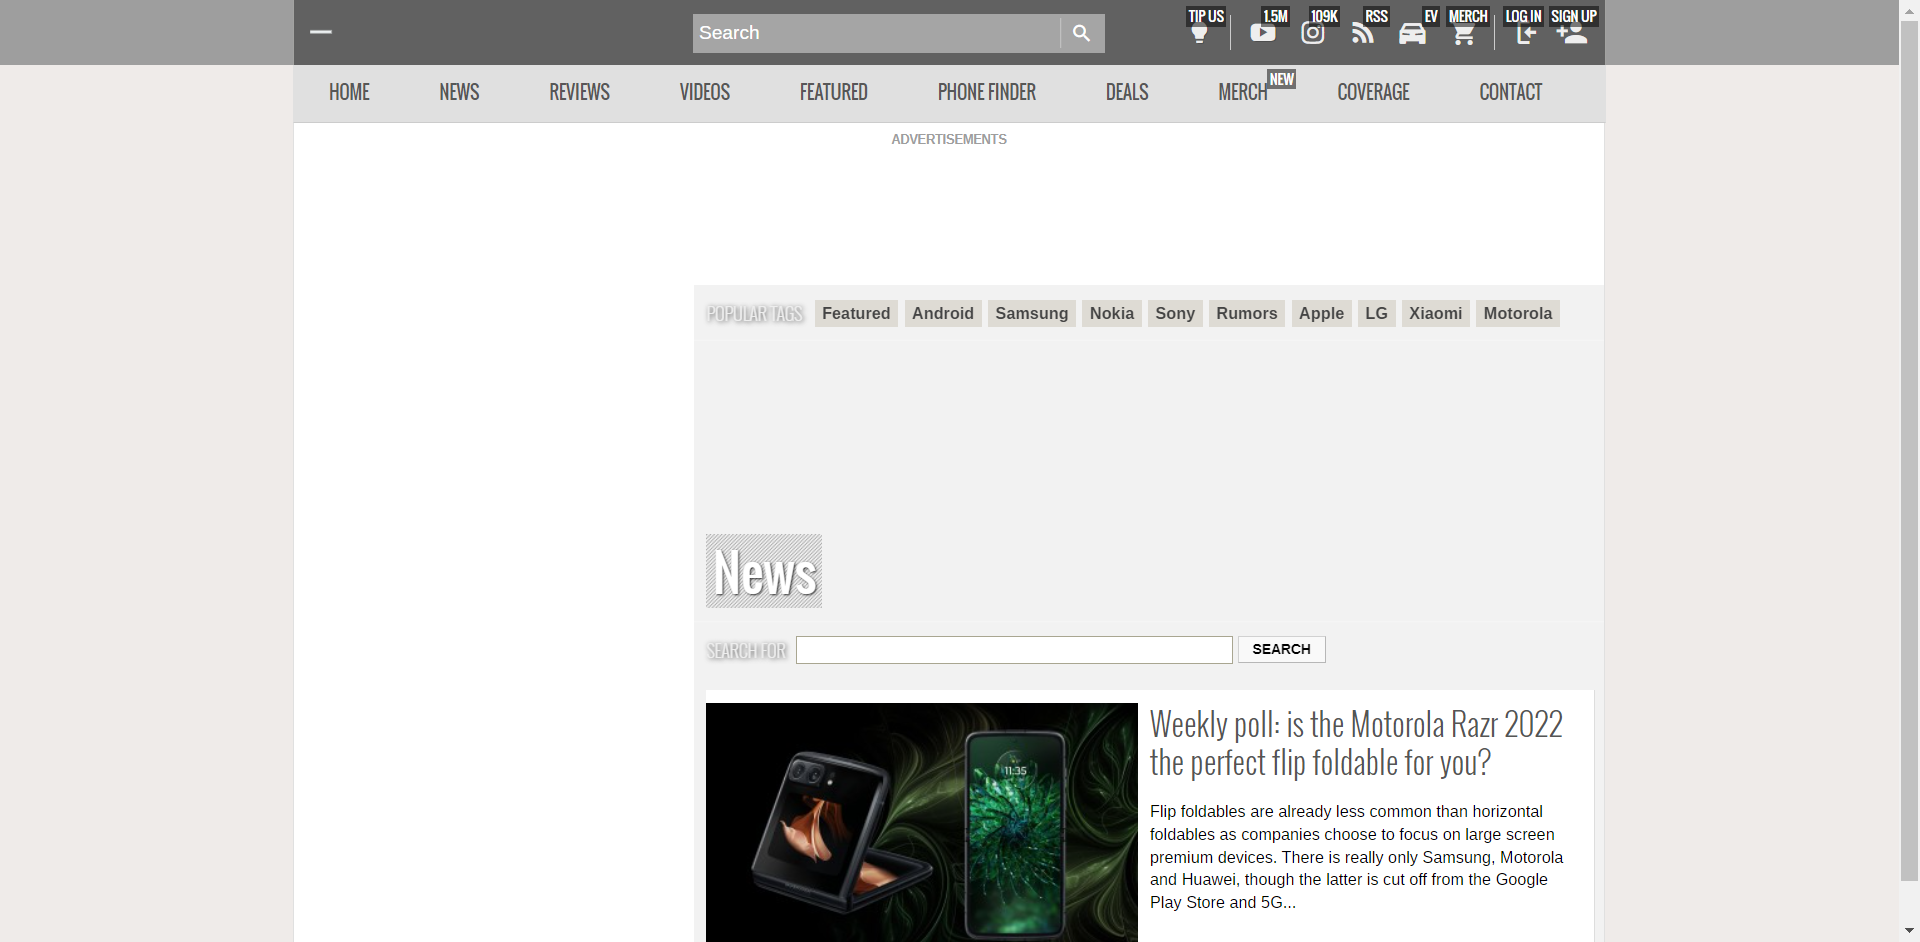 Search
TIP US
1.5M
109K
RSS
EV
MERCH
LOG IN
SIGN UP
HOME
NEWS
REVIEWS
VIDEOS
FEATURED
PHONE FINDER
DEALS
MERCH
NEW
COVERAGE
CONTACT
ADVERTISEMENTS
POPULAR TAGS
Featured
Android
Samsung
Nokia
Sony
Rumors
Apple
LG
Xiaomi
Motorola
News
SEARCH FOR
SEARCH
11:35
Weekly poll: is the Motorola Razr 2022
the perfect flip foldable for you?
Flip foldables are already less common than horizontal
foldables as companies choose to focus on large screen
premium devices. There is really only Samsung, Motorola
and Huawei, though the latter is cut off from the Google
Play Store and 5G...